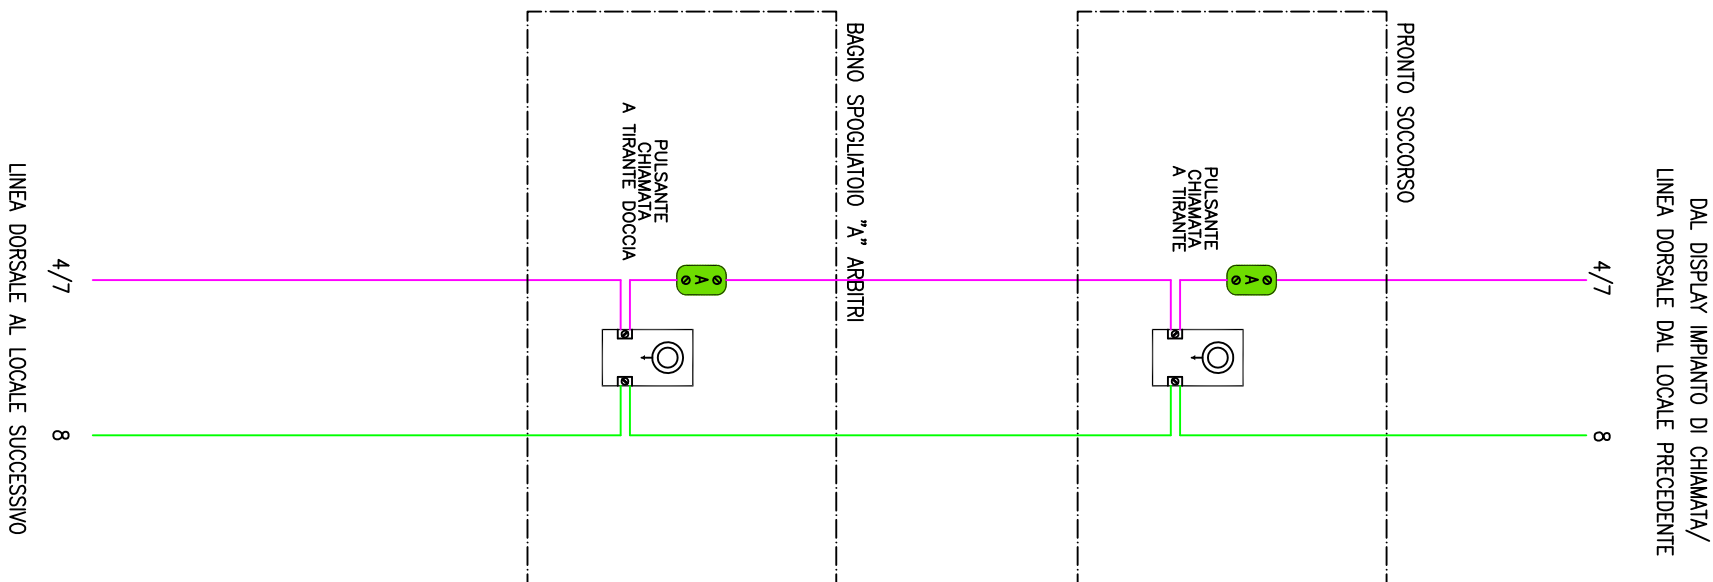 DAL DISPLAY IMPIANTO DI CHIAMATA/
LINEA DORSALE DAL LOCALE PRECEDENTE
4/7
8
PRONTO SOCCORSO
PULSANTE
CHIAMATA
A TIRANTE
A
BAGNO SPOGLIATOIO "A" ARBITRI
PULSANTE
CHIAMATA
A TIRANTE DOCCIA
A
4/7
8
LINEA DORSALE AL LOCALE SUCCESSIVO